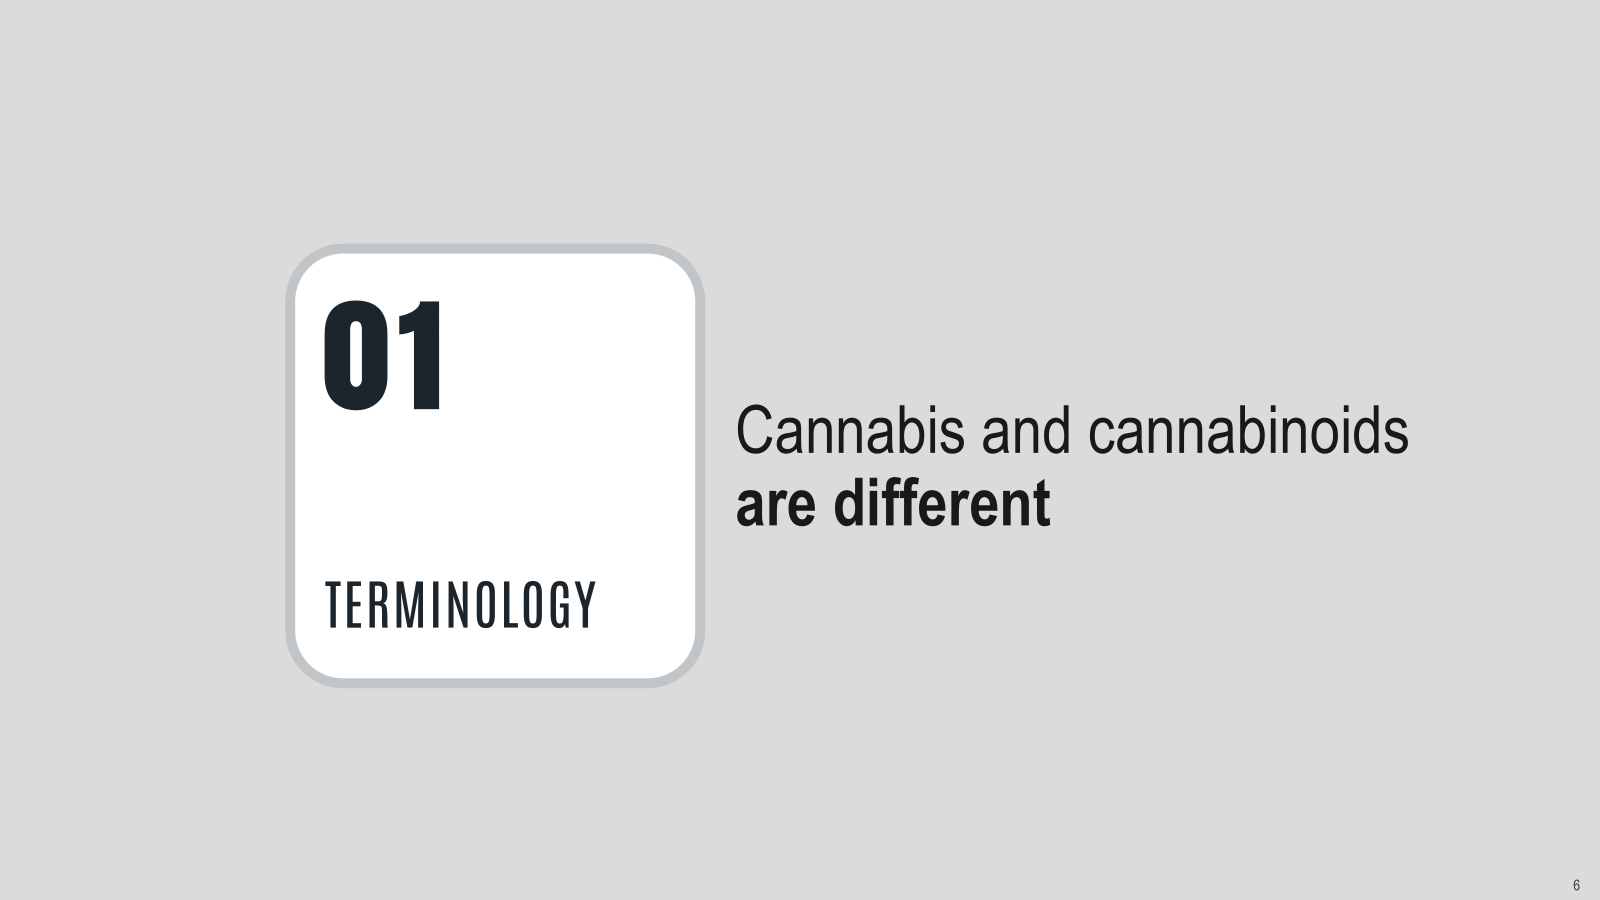 01
TERMINOLOGY
Cannabis and cannabinoids
are different
6